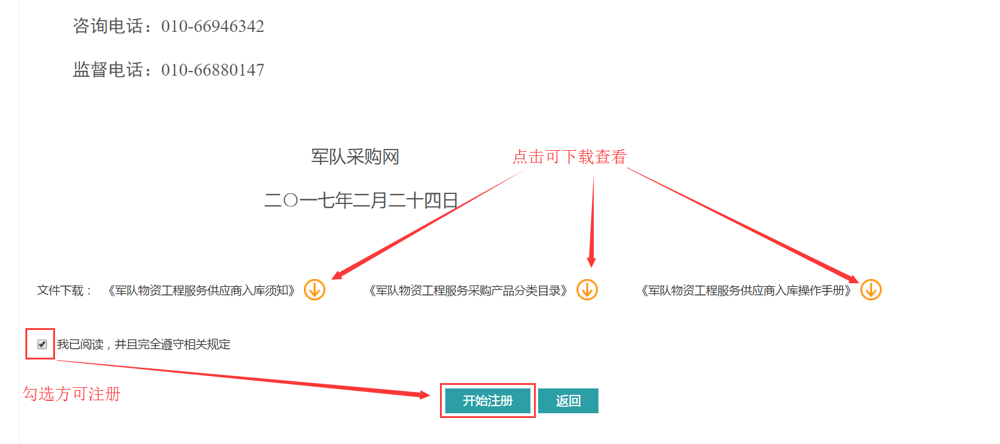 咨询电话：010-66946342
监督电话：010-66880147
军队采购网
点击可下载查看
二〇一七年二月二十四日
文件下载： 《军队物资工程服务供应商入库须知》 《军队物资工程服务采购产品分类目录》 《军队物资工程服务供应商入库操作手册》
我已阅读，并且完全遵守相关规定
勾选方可注册
开始注册 返回